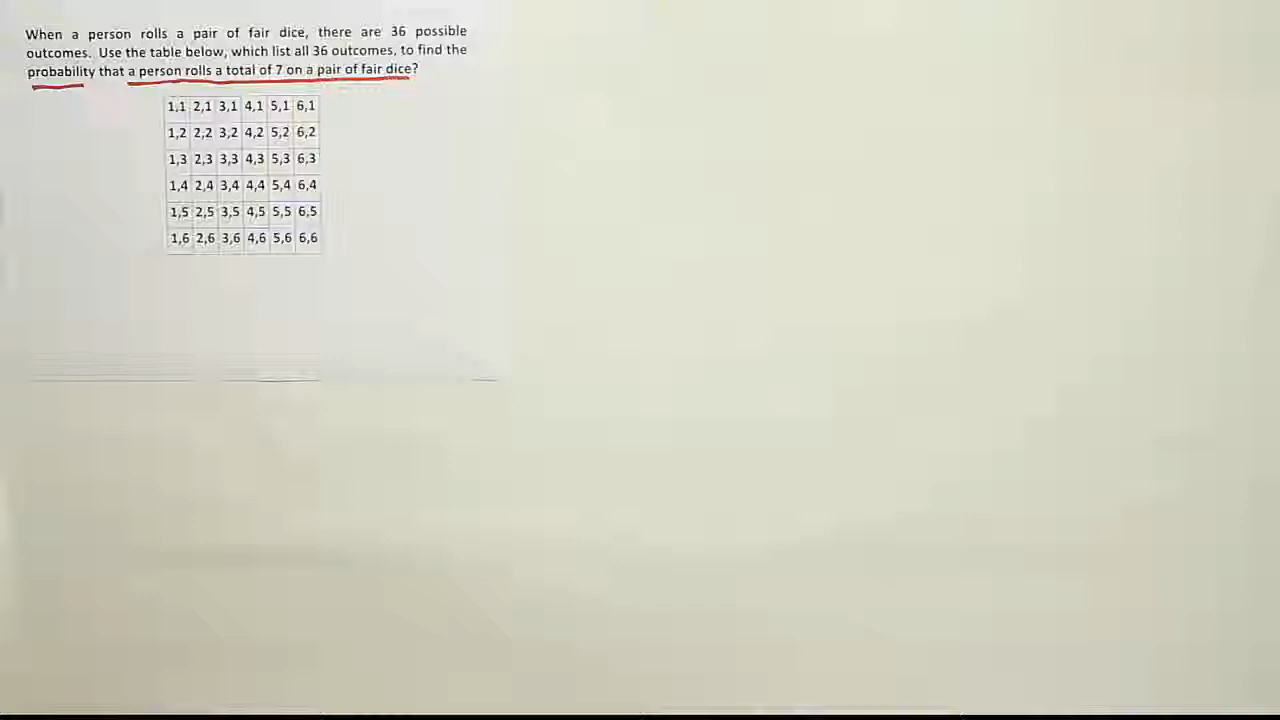 When a person rolls a pair of fair dice, there are 36 possible
outcomes. Use the table below, which list all 36 outcomes, to find the
probability that a person rolls a total of 7 on a pair of fair dice?
1,1 2,1 3,1 4,1 5,1 6,1
1,2 2,2 3,2 4,2 5,2 6,2
1,3 2,3 3,3 4,3 5,3 6,3
1,4 2,4 3,4 4,4 5,4 6,4
1,5 2,5 3,5 4,5 5,5 6,5
1,6 2,6 3,6 4,6 5,6 6,6